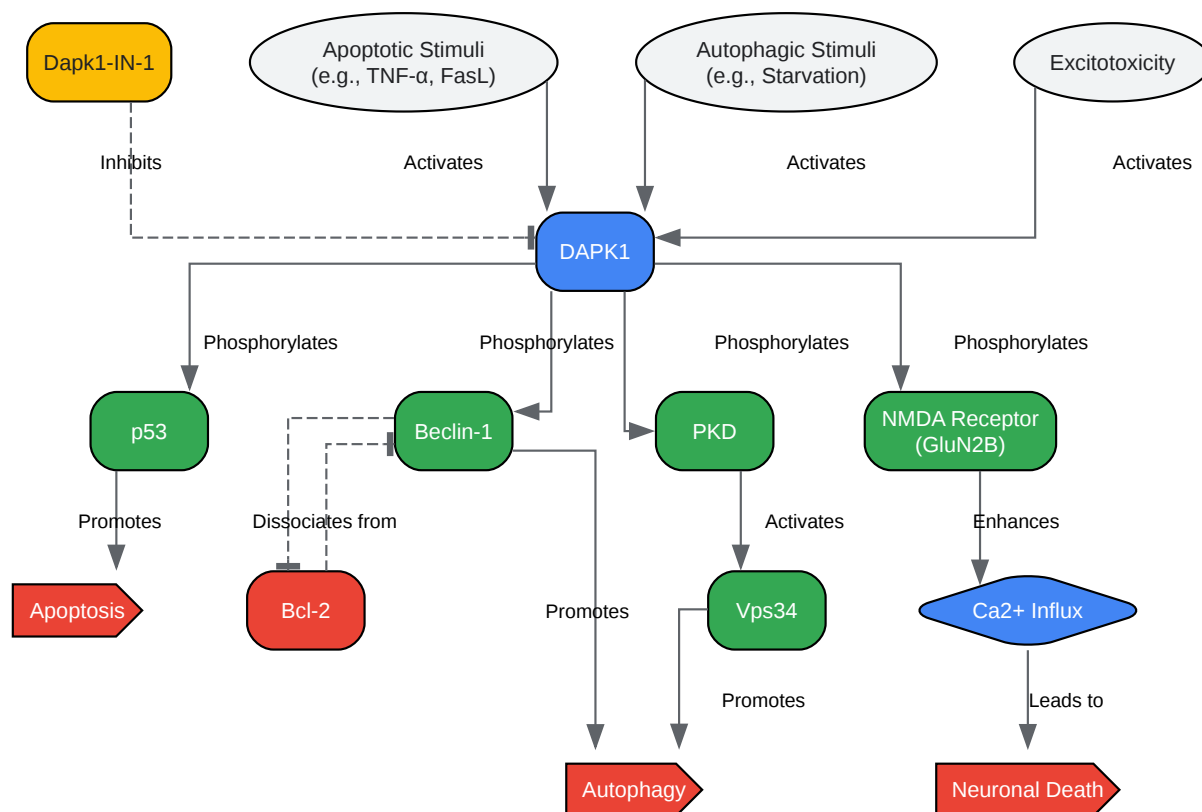 Dapk1-IN-1
Apoptotic Stimuli
(e.g., TNF-α, FasL)
Autophagic Stimuli
(e.g., Starvation)
Excitotoxicity
Inhibits
Activates
Activates
Activates
DAPK1
Phosphorylates
Phosphorylates
Phosphorylates
Phosphorylates
p53
Beclin-1
PKD
NMDA Receptor
(GluN2B)
Promotes
Dissociates from
Activates
Enhances
Apoptosis
Bcl-2
Promotes
Vps34
Ca2+ Influx
Promotes
Leads to
Autophagy
Neuronal Death